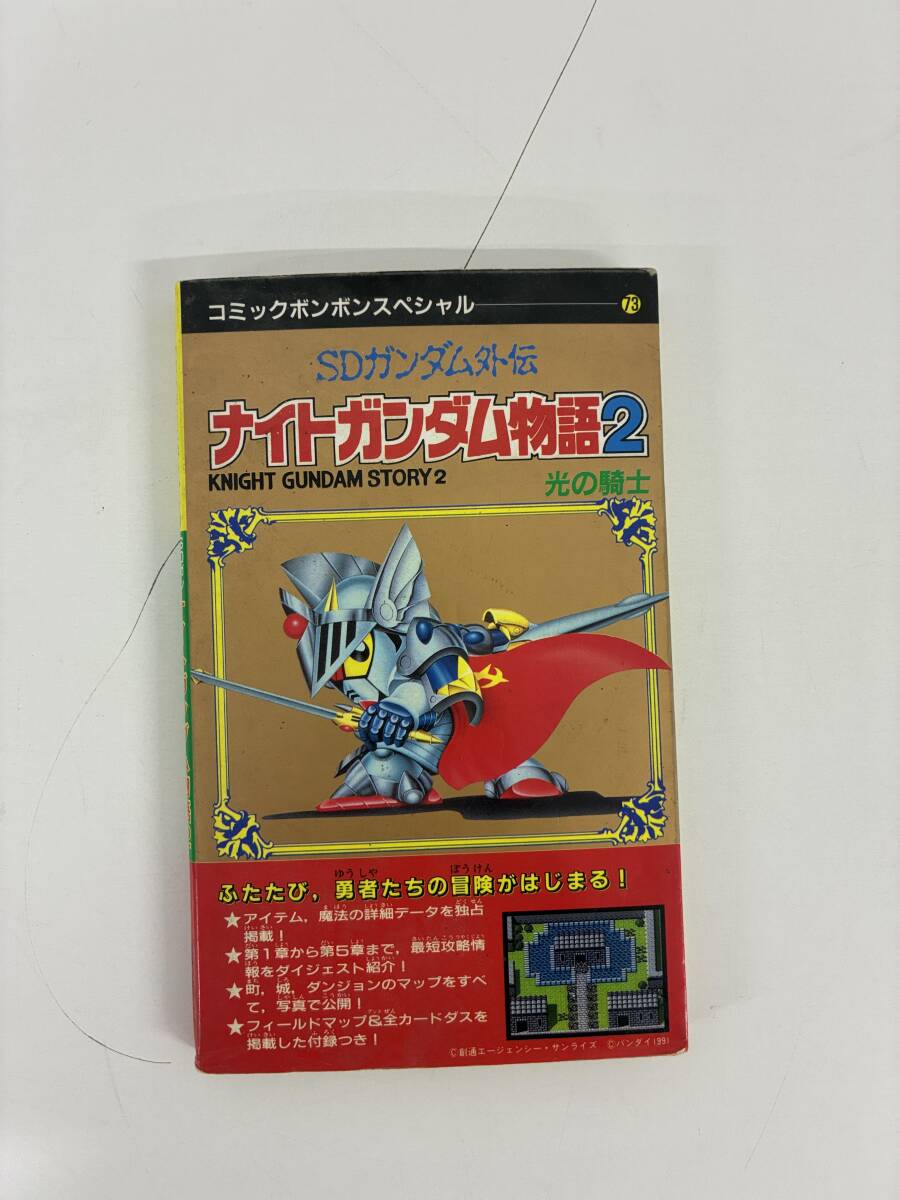 コミックボンボンスペシャル 73
SDガンダム外伝
ナイトガンダム物語2
KNIGHT GUNDAM STORY 2
光の騎士
ふたたび,勇者たちの冒険がはじまる!
★アイテム,魔法の詳細データを独占
掲載!
★第1章から第5章まで,最短攻略情
報をダイジェスト紹介!
★町,城,ダンジョンのマップをすべ
て,写真で公開!
★フィールドマップ&全カードダスを
掲載した付録つき!
©創通エージェンシー・サンライズ ©バンダイ1991